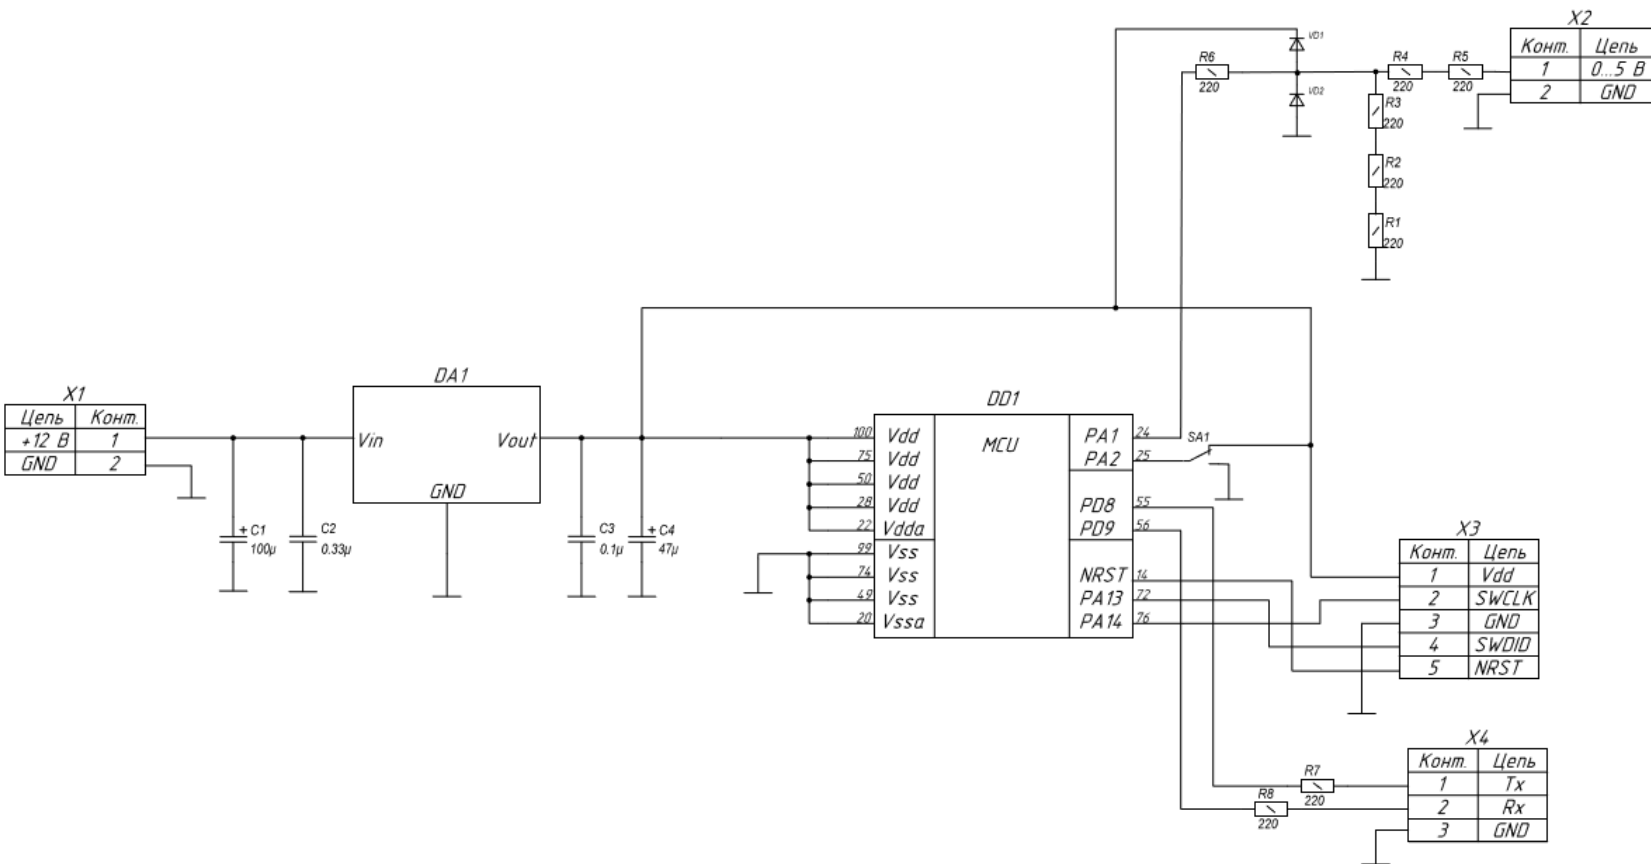 X2
Конт. Цепь
1 0...5 В
2 GND
VD1
VD2
R6
220
R4
220
R5
220
R3
220
R2
220
R1
220
X1
Цепь Конт.
+12 В 1
GND 2
DA1
Vin
Vout
GND
+ C1
100µ
C2
0.33µ
C3
0.1µ
+ C4
47µ
DD1
MCU
100 Vdd
75 Vdd
50 Vdd
28 Vdd
22 Vdda
99 Vss
74 Vss
49 Vss
20 Vssa
PA1 24
PA2 25
PD8 55
PD9 56
NRST 14
PA13 72
PA14 76
SA1
X3
Конт. Цепь
1 Vdd
2 SWCLK
3 GND
4 SWDID
5 NRST
X4
Конт. Цепь
1 Tx
2 Rx
3 GND
R7
220
R8
220